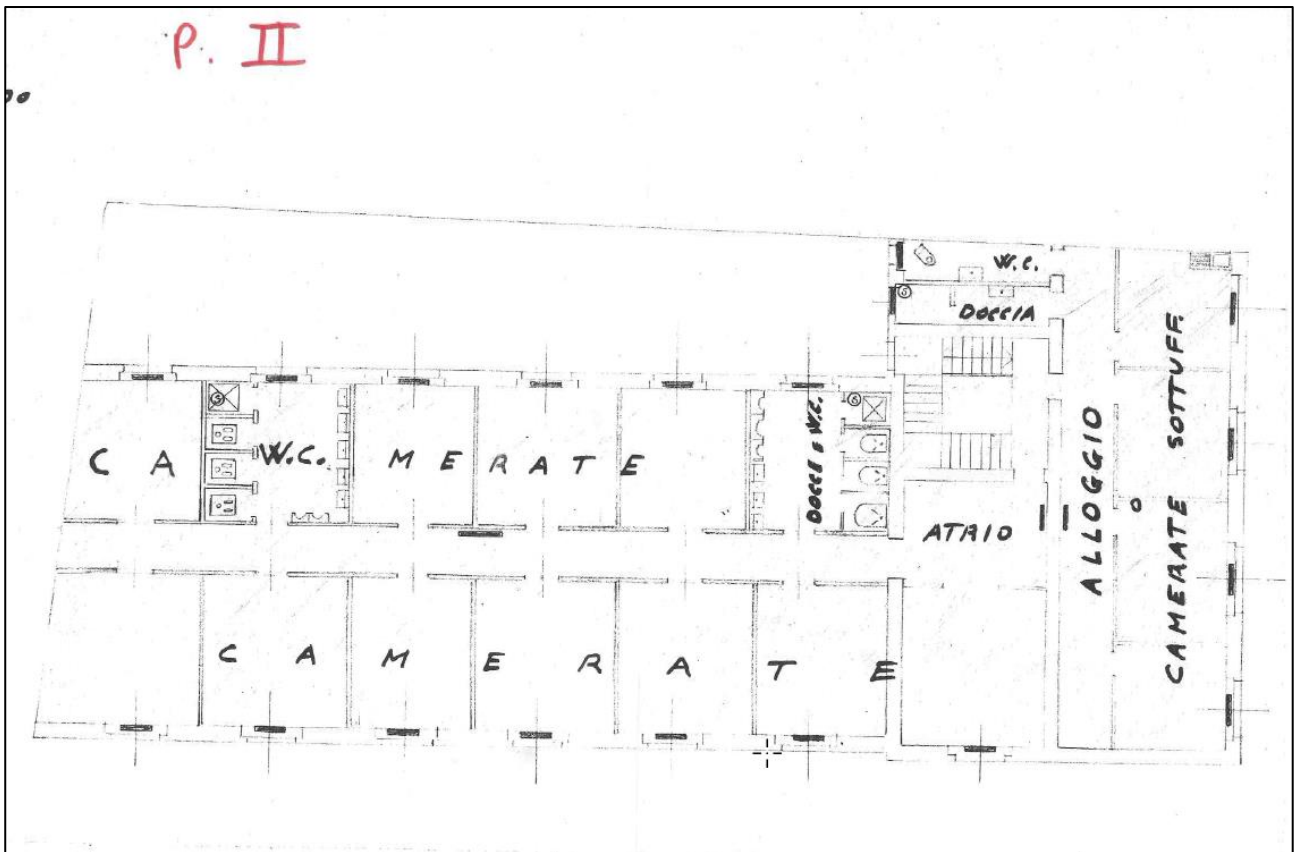 P. II
W.C.
DOCCIA
CA
W.C.
MERATE
DOCCE e W.C.
ATRIO
ALLOGGIO
CAMERATE SOTTUFF.
CAMERATE